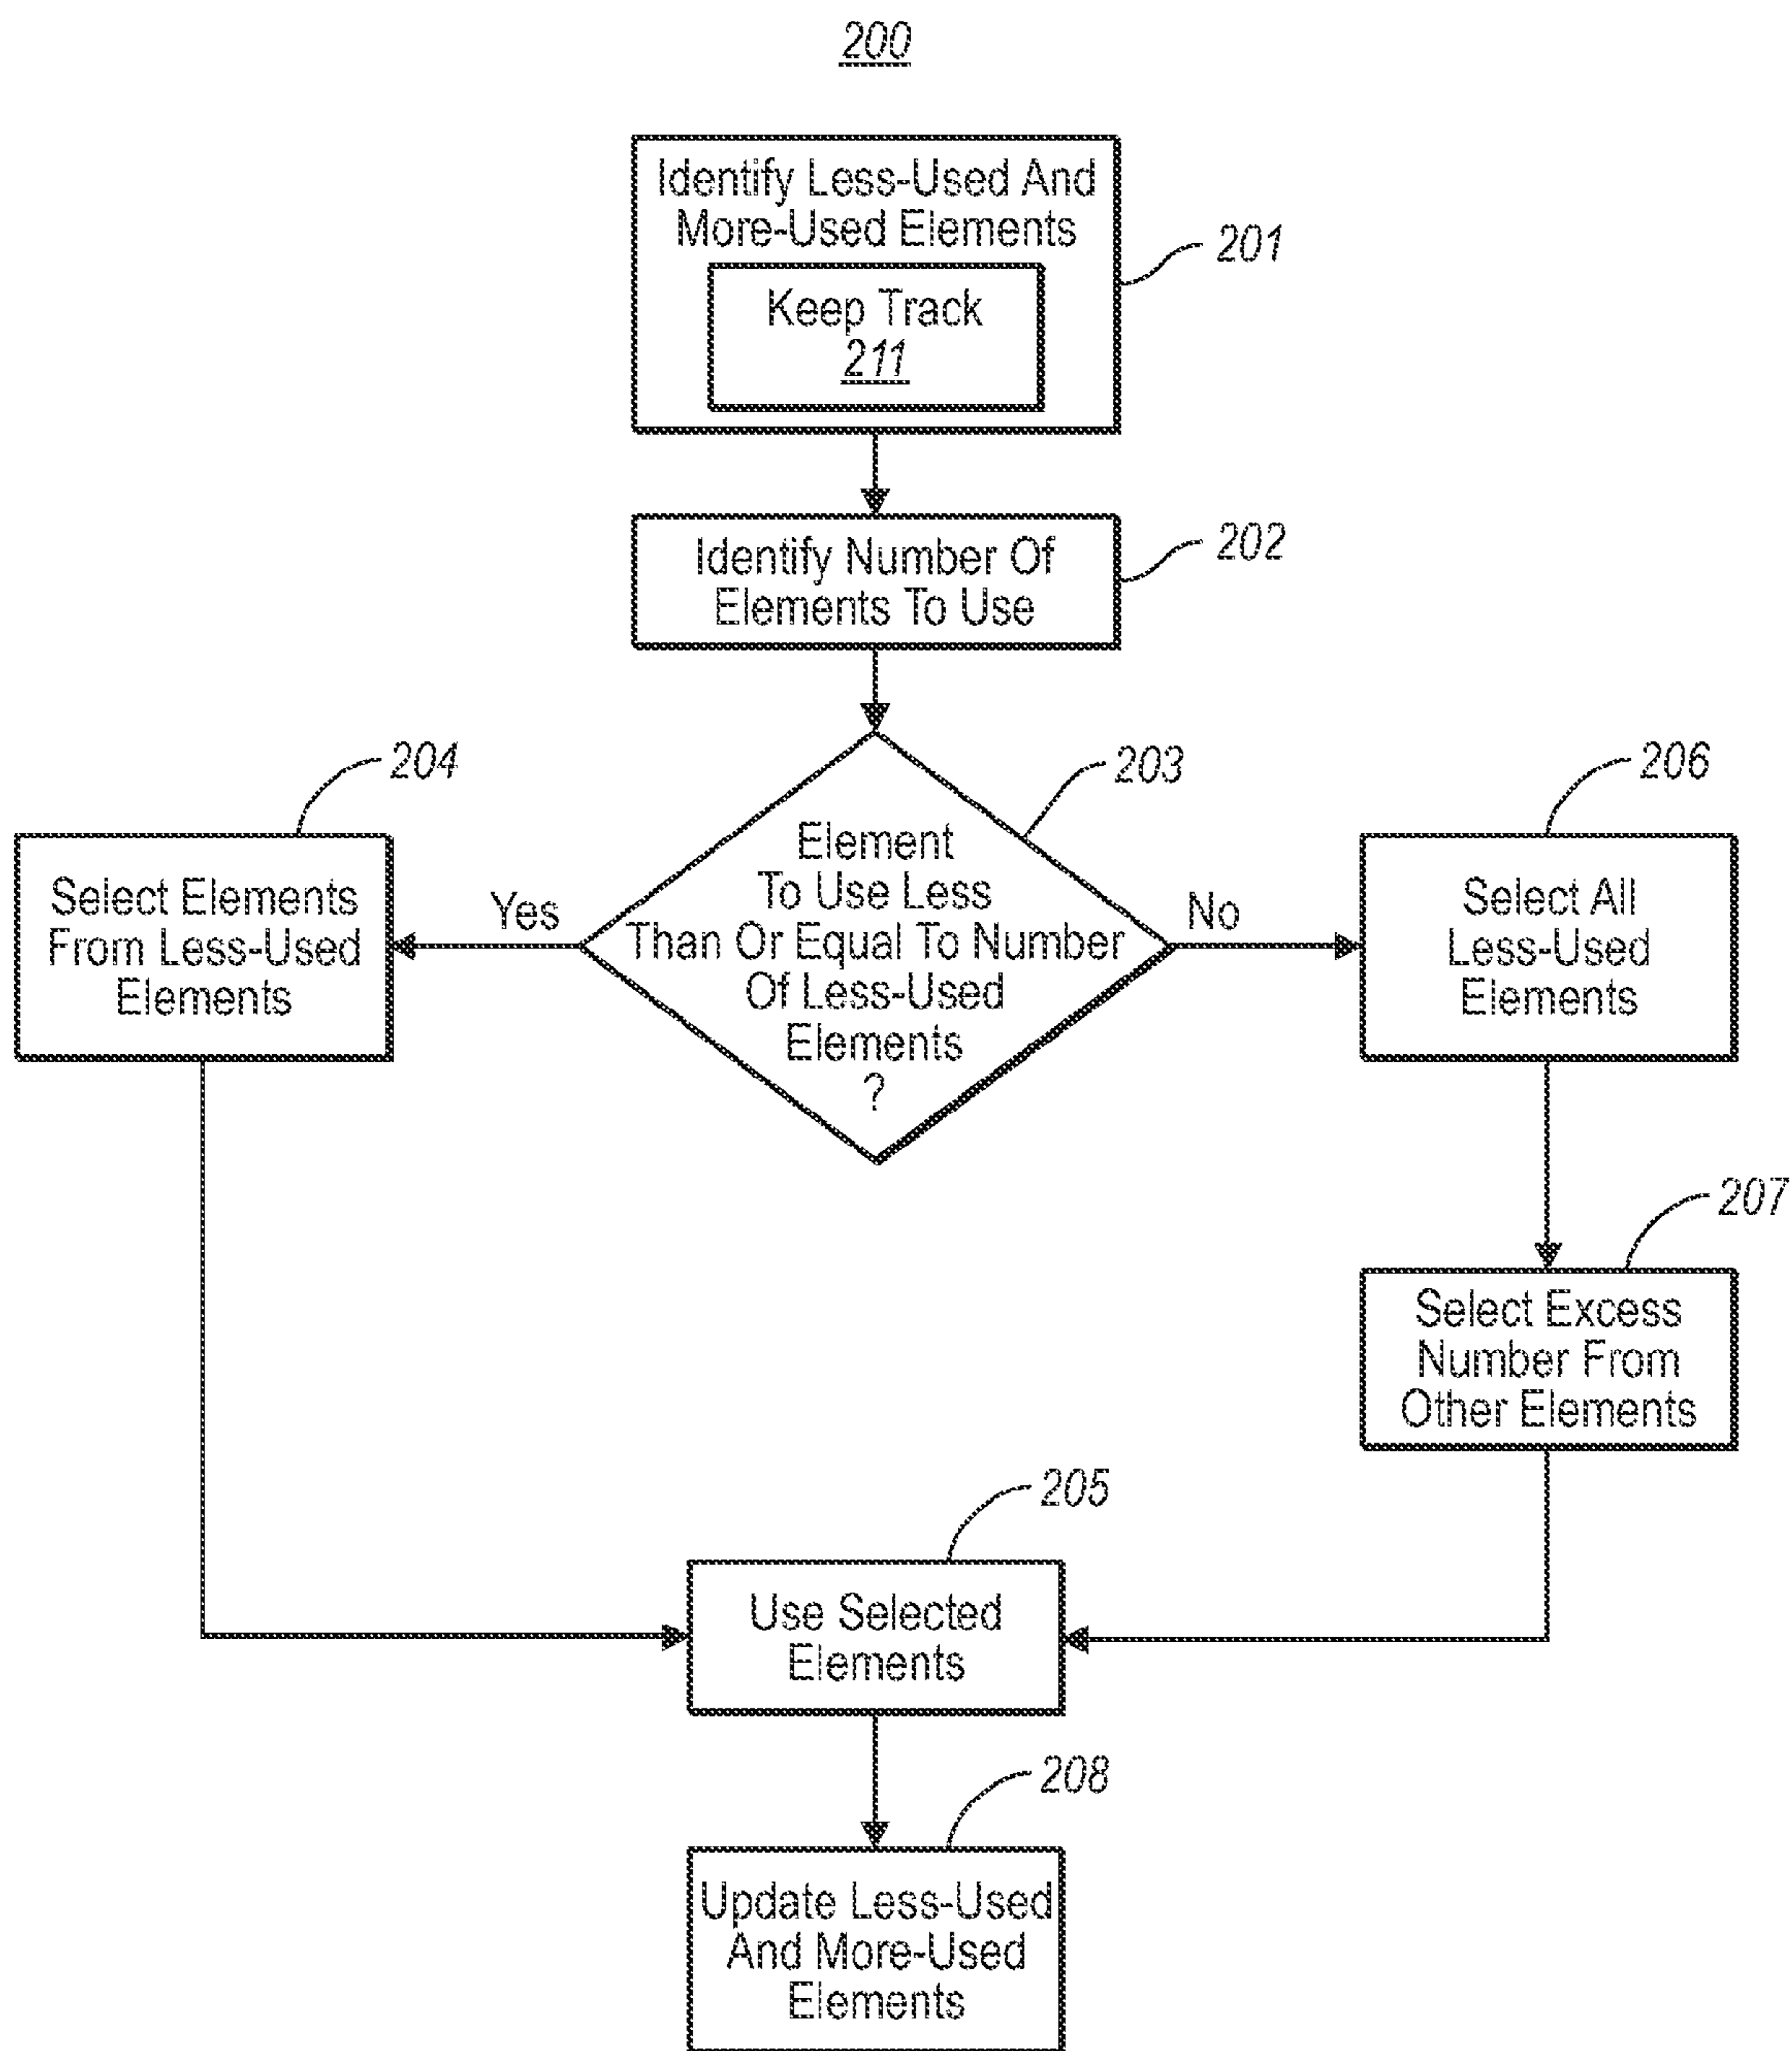 200
Identify Less-Used And
More-Used Elements
Keep Track
211
201
Identify Number Of
Elements To Use
202
203
Element
To Use Less
Than Or Equal To Number
Of Less-Used
Elements
?
Yes
No
204
Select Elements
From Less-Used
Elements
206
Select All
Less-Used
Elements
207
Select Excess
Number From
Other Elements
205
Use Selected
Elements
208
Update Less-Used
And More-Used
Elements